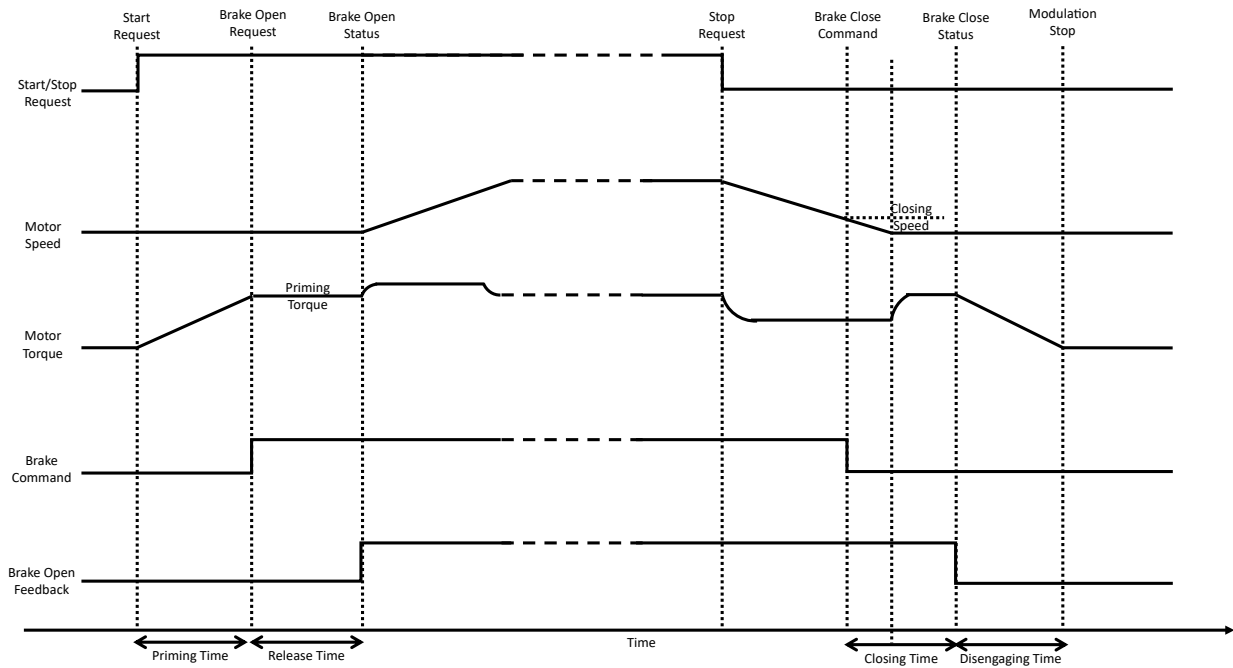 Start
Request
Brake Open
Request
Brake Open
Status
Stop
Request
Brake Close
Command
Brake Close
Status
Modulation
Stop
Start/Stop
Request
Motor
Speed
Closing
Speed
Motor
Torque
Priming
Torque
Brake
Command
Brake Open
Feedback
Priming Time
Release Time
Time
Closing Time
Disengaging Time